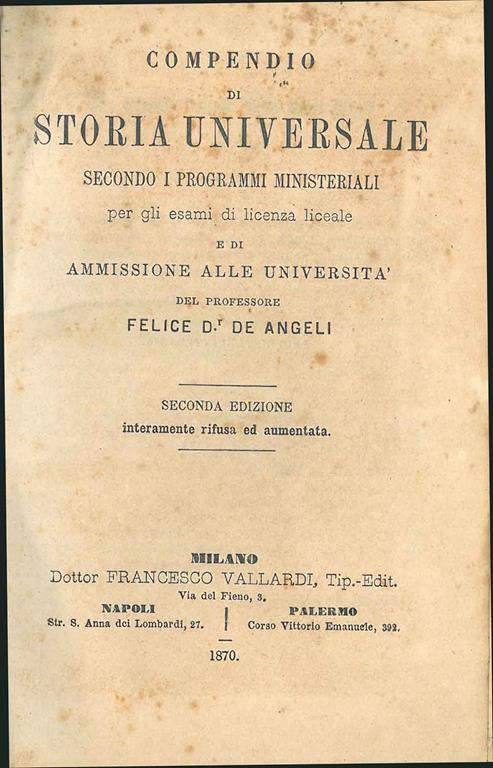 COMPENDIO
DI
STORIA UNIVERSALE
SECONDO I PROGRAMMI MINISTERIALI
per gli esami di licenza liceale
E DI
AMMISSIONE ALLE UNIVERSITA'
DEL PROFESSORE
FELICE D.r DE ANGELI
SECONDA EDIZIONE
interamente rifusa ed aumentata.
MILANO
Dottor FRANCESCO VALLARDI, Tip.-Edit.
Via del Fieno, 3.
NAPOLI
Str. S. Anna dei Lombardi, 27.
PALERMO
Corso Vittorio Emanuele, 392.
1870.